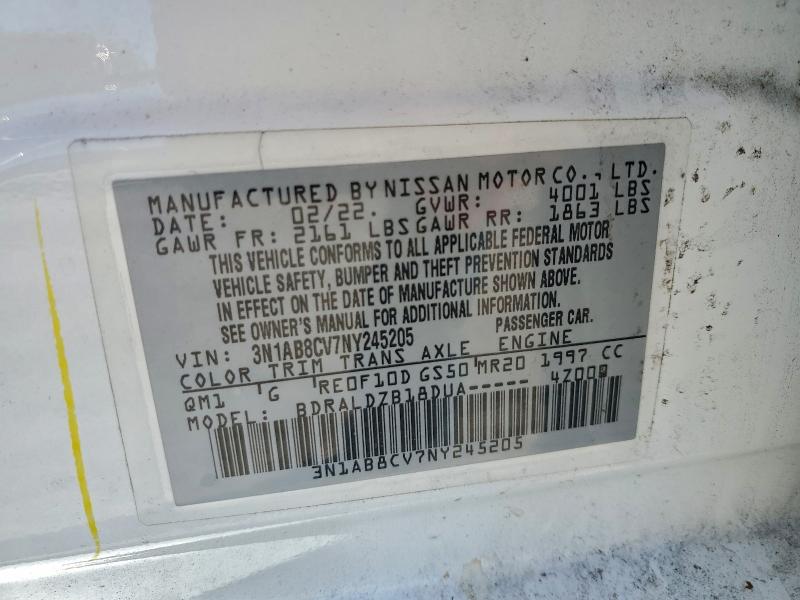 MANUFACTURED BY NISSAN MOTOR CO., LTD.
DATE: 02/22. GVWR: 4001 LBS
GAWR FR: 2161 LBS GAWR RR: 1863 LBS
THIS VEHICLE CONFORMS TO ALL APPLICABLE FEDERAL MOTOR
VEHICLE SAFETY, BUMPER AND THEFT PREVENTION STANDARDS
IN EFFECT ON THE DATE OF MANUFACTURE SHOWN ABOVE.
SEE OWNER'S MANUAL FOR ADDITIONAL INFORMATION.
VIN: 3N1AB8CV7NY245205 PASSENGER CAR.
COLOR TRIM TRANS AXLE ENGINE
QM1 G RE0F10D GS50 MR20 1997 CC
MODEL: BDRALDZB18DUA----- 4Z000
3N1AB8CV7NY245205